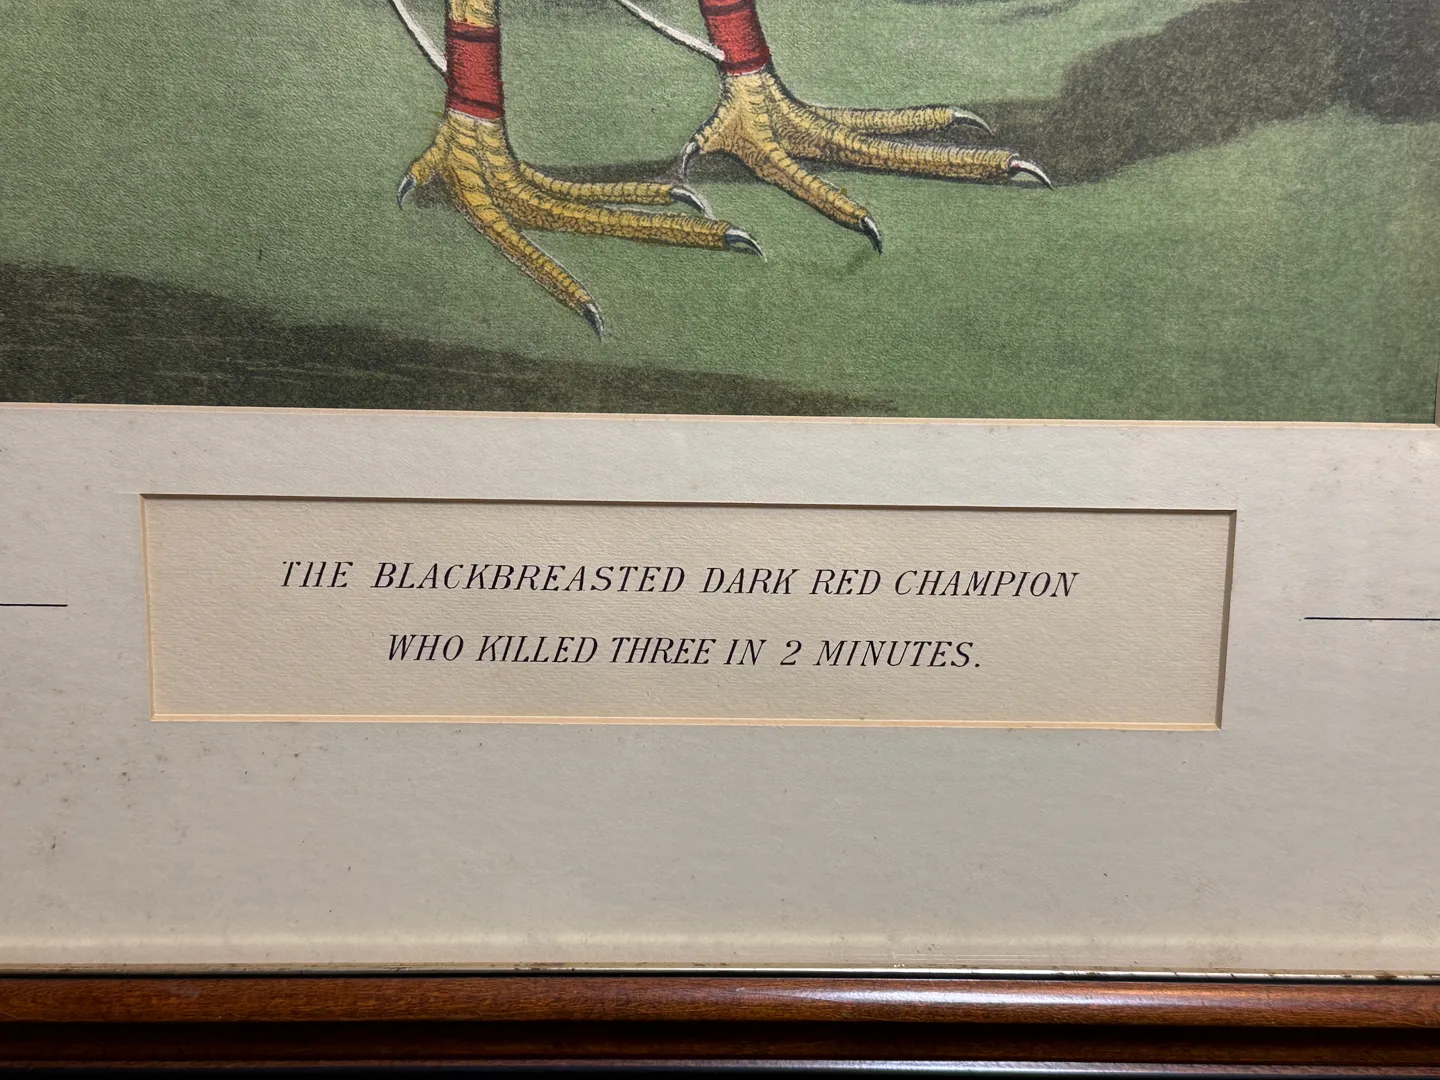 THE BLACKBREASTED DARK RED CHAMPION
WHO KILLED THREE IN 2 MINUTES.